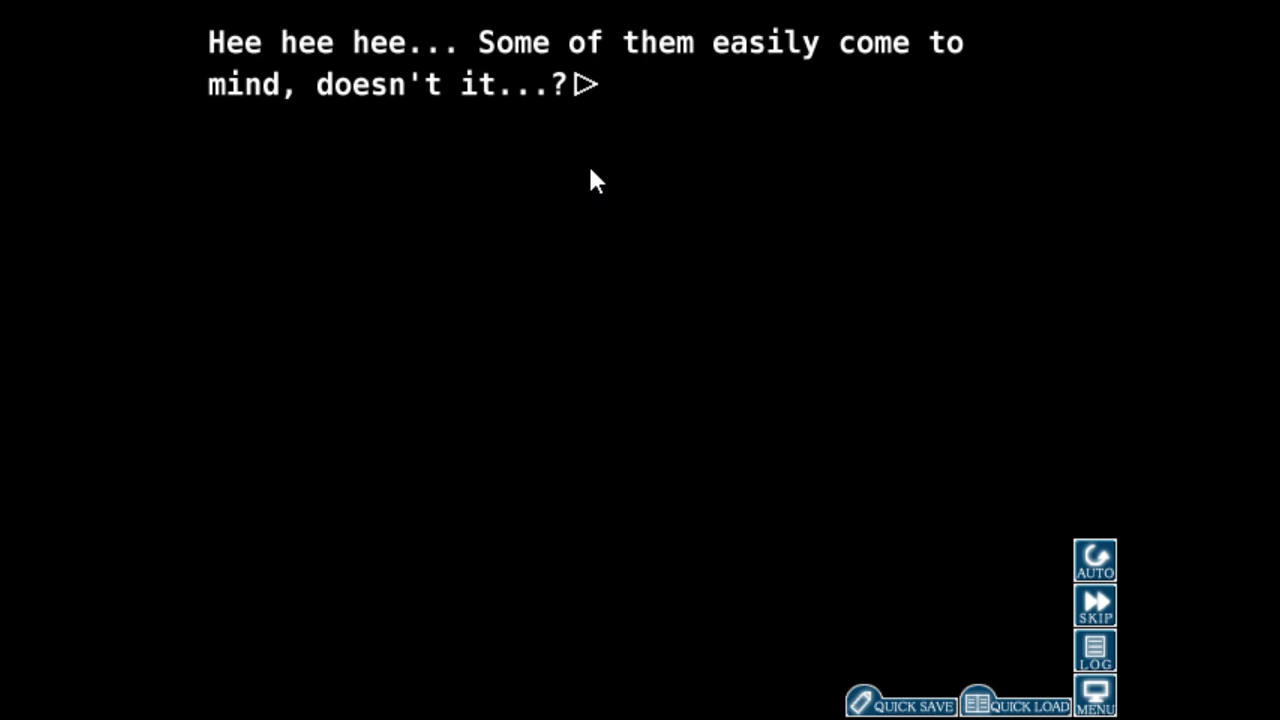 Hee hee hee... Some of them easily come to
mind, doesn't it...?
AUTO
SKIP
LOG
QUICK SAVE
QUICK LOAD
MENU